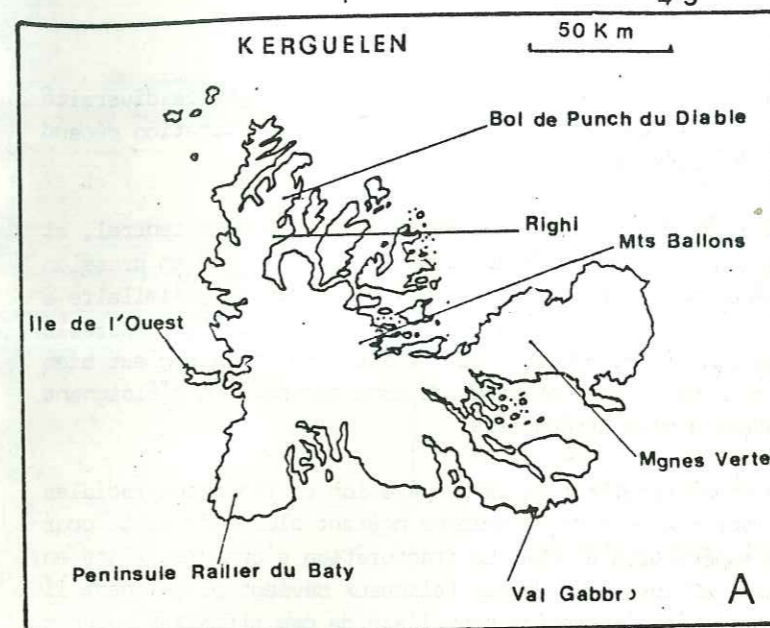 KERGUELEN
50 Km
Bol de Punch du Diable
Righi
Mts Ballons
Ile de l'Ouest
Mgnes Verte
Peninsule Rallier du Baty
Val Gabbro
A